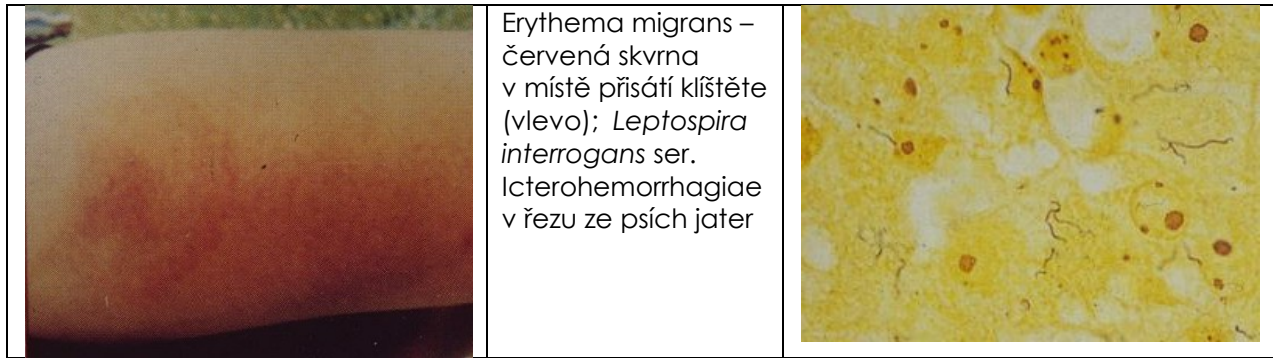 Erythema migrans –
červená skvrna
v místě přisátí klíštěte
(vlevo); Leptospira
interrogans ser.
Icterohemorrhagiae
v řezu ze psích jater